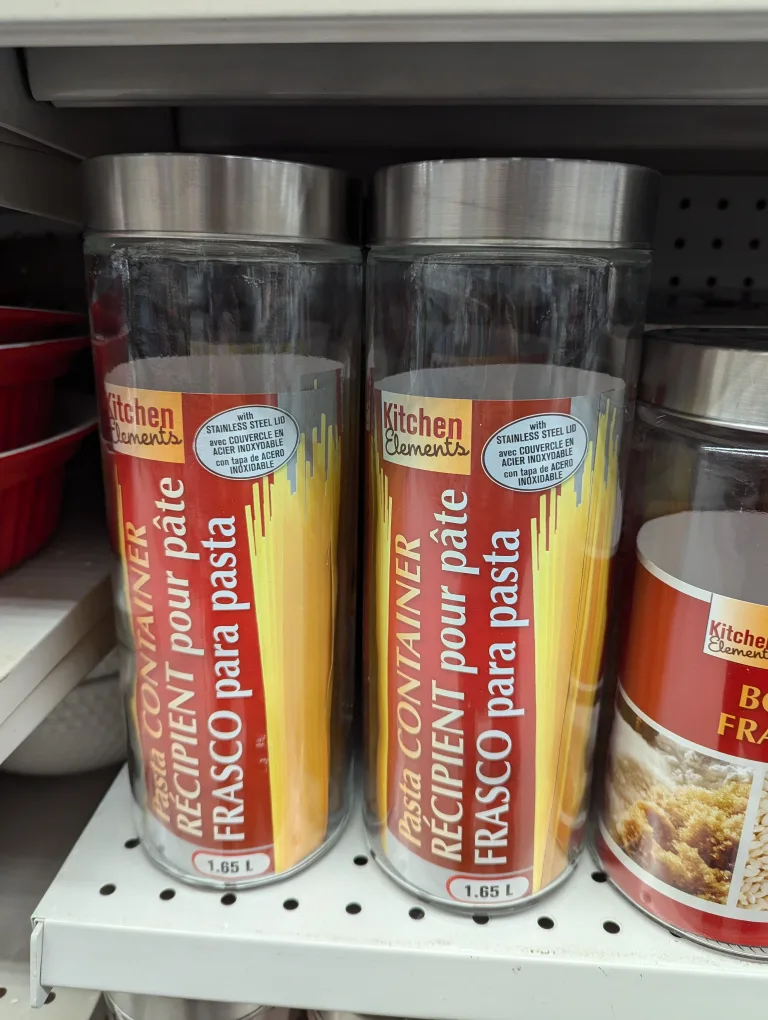 Kitchen
Elements
with
STAINLESS STEEL LID
avec COUVERCLE EN
ACIER INOXYDABLE
con tapa de ACERO
INOXIDABLE
Pasta CONTAINER
RÉCIPIENT pour pâte
FRASCO para pasta
1.65 L
Kitchen
Elements
with
STAINLESS STEEL LID
avec COUVERCLE EN
ACIER INOXYDABLE
con tapa de ACERO
INOXIDABLE
Pasta CONTAINER
RÉCIPIENT pour pâte
FRASCO para pasta
1.65 L
Kitchen
Elements